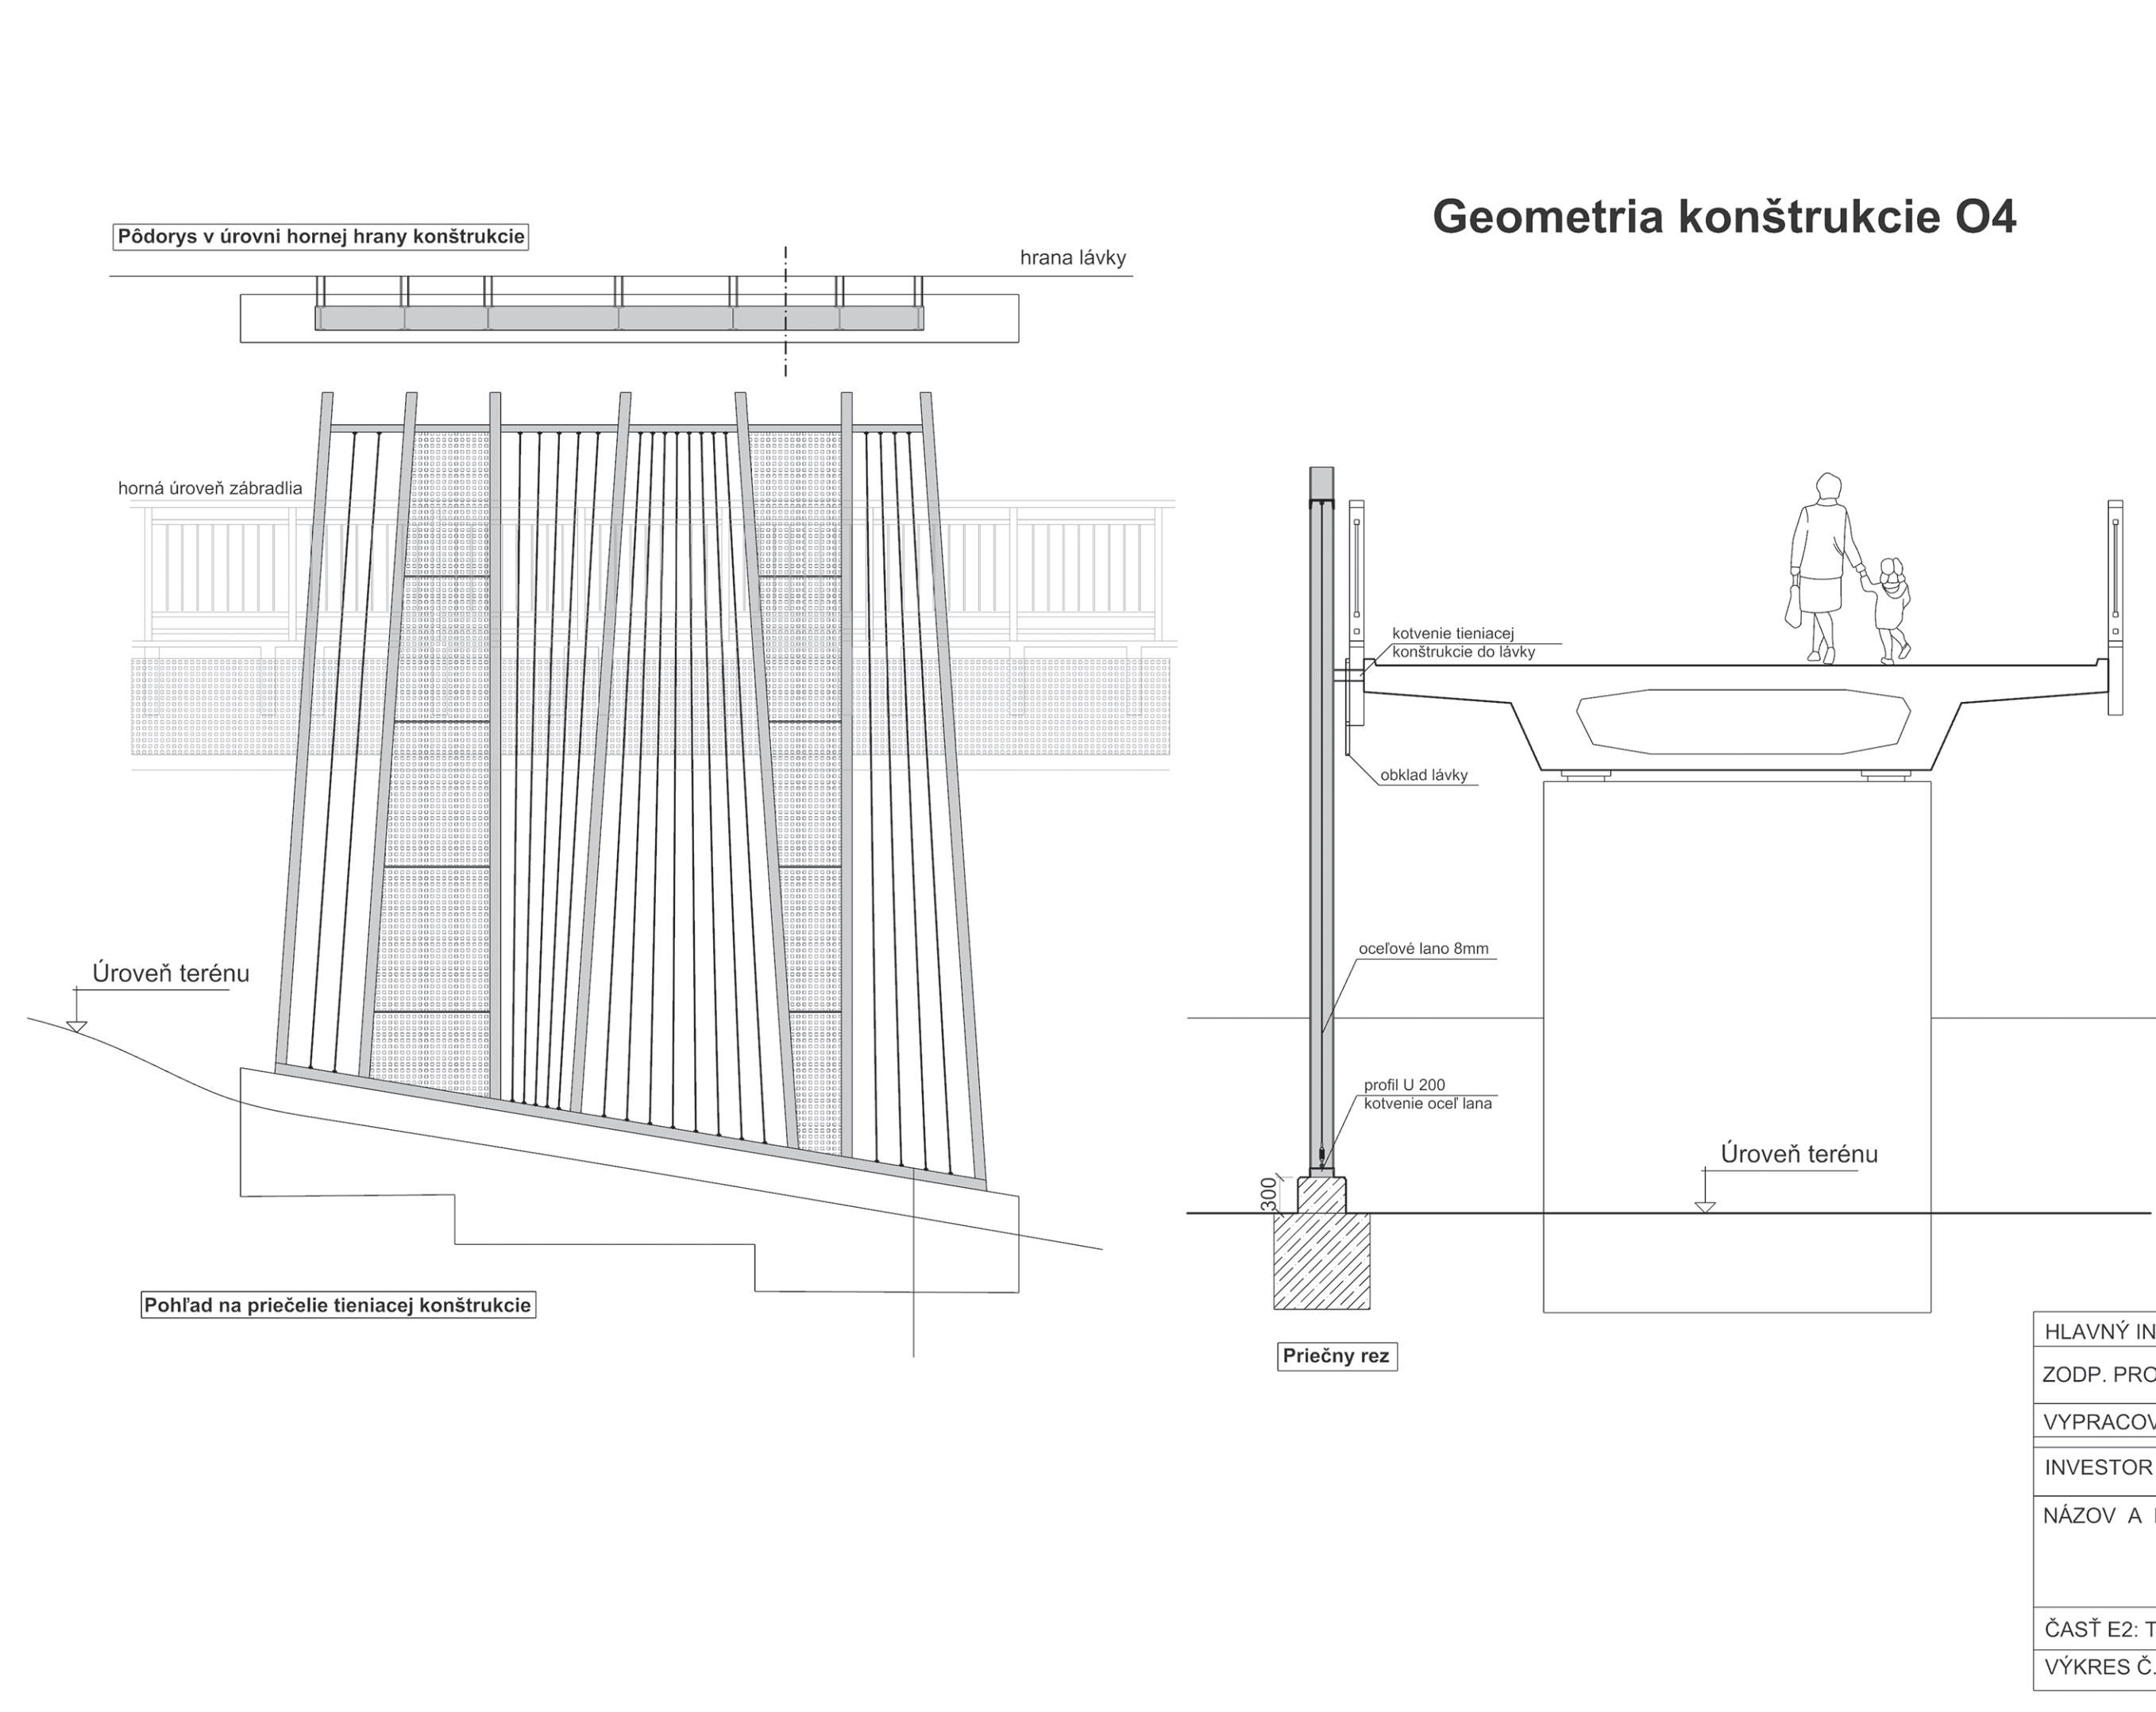 Geometria konštrukcie O4
Pôdorys v úrovni hornej hrany konštrukcie
hrana lávky
horná úroveň zábradlia
Úroveň terénu
Pohľad na priečelie tieniacej konštrukcie
kotvenie tieniacej
konštrukcie do lávky
obklad lávky
oceľové lano 8mm
profil U 200
kotvenie oceľ lana
Úroveň terénu
300
Priečny rez
HLAVNÝ IN
ZODP. PRO
VYPRACOV
INVESTOR
NÁZOV A
ČASŤ E2: T
VÝKRES Č.